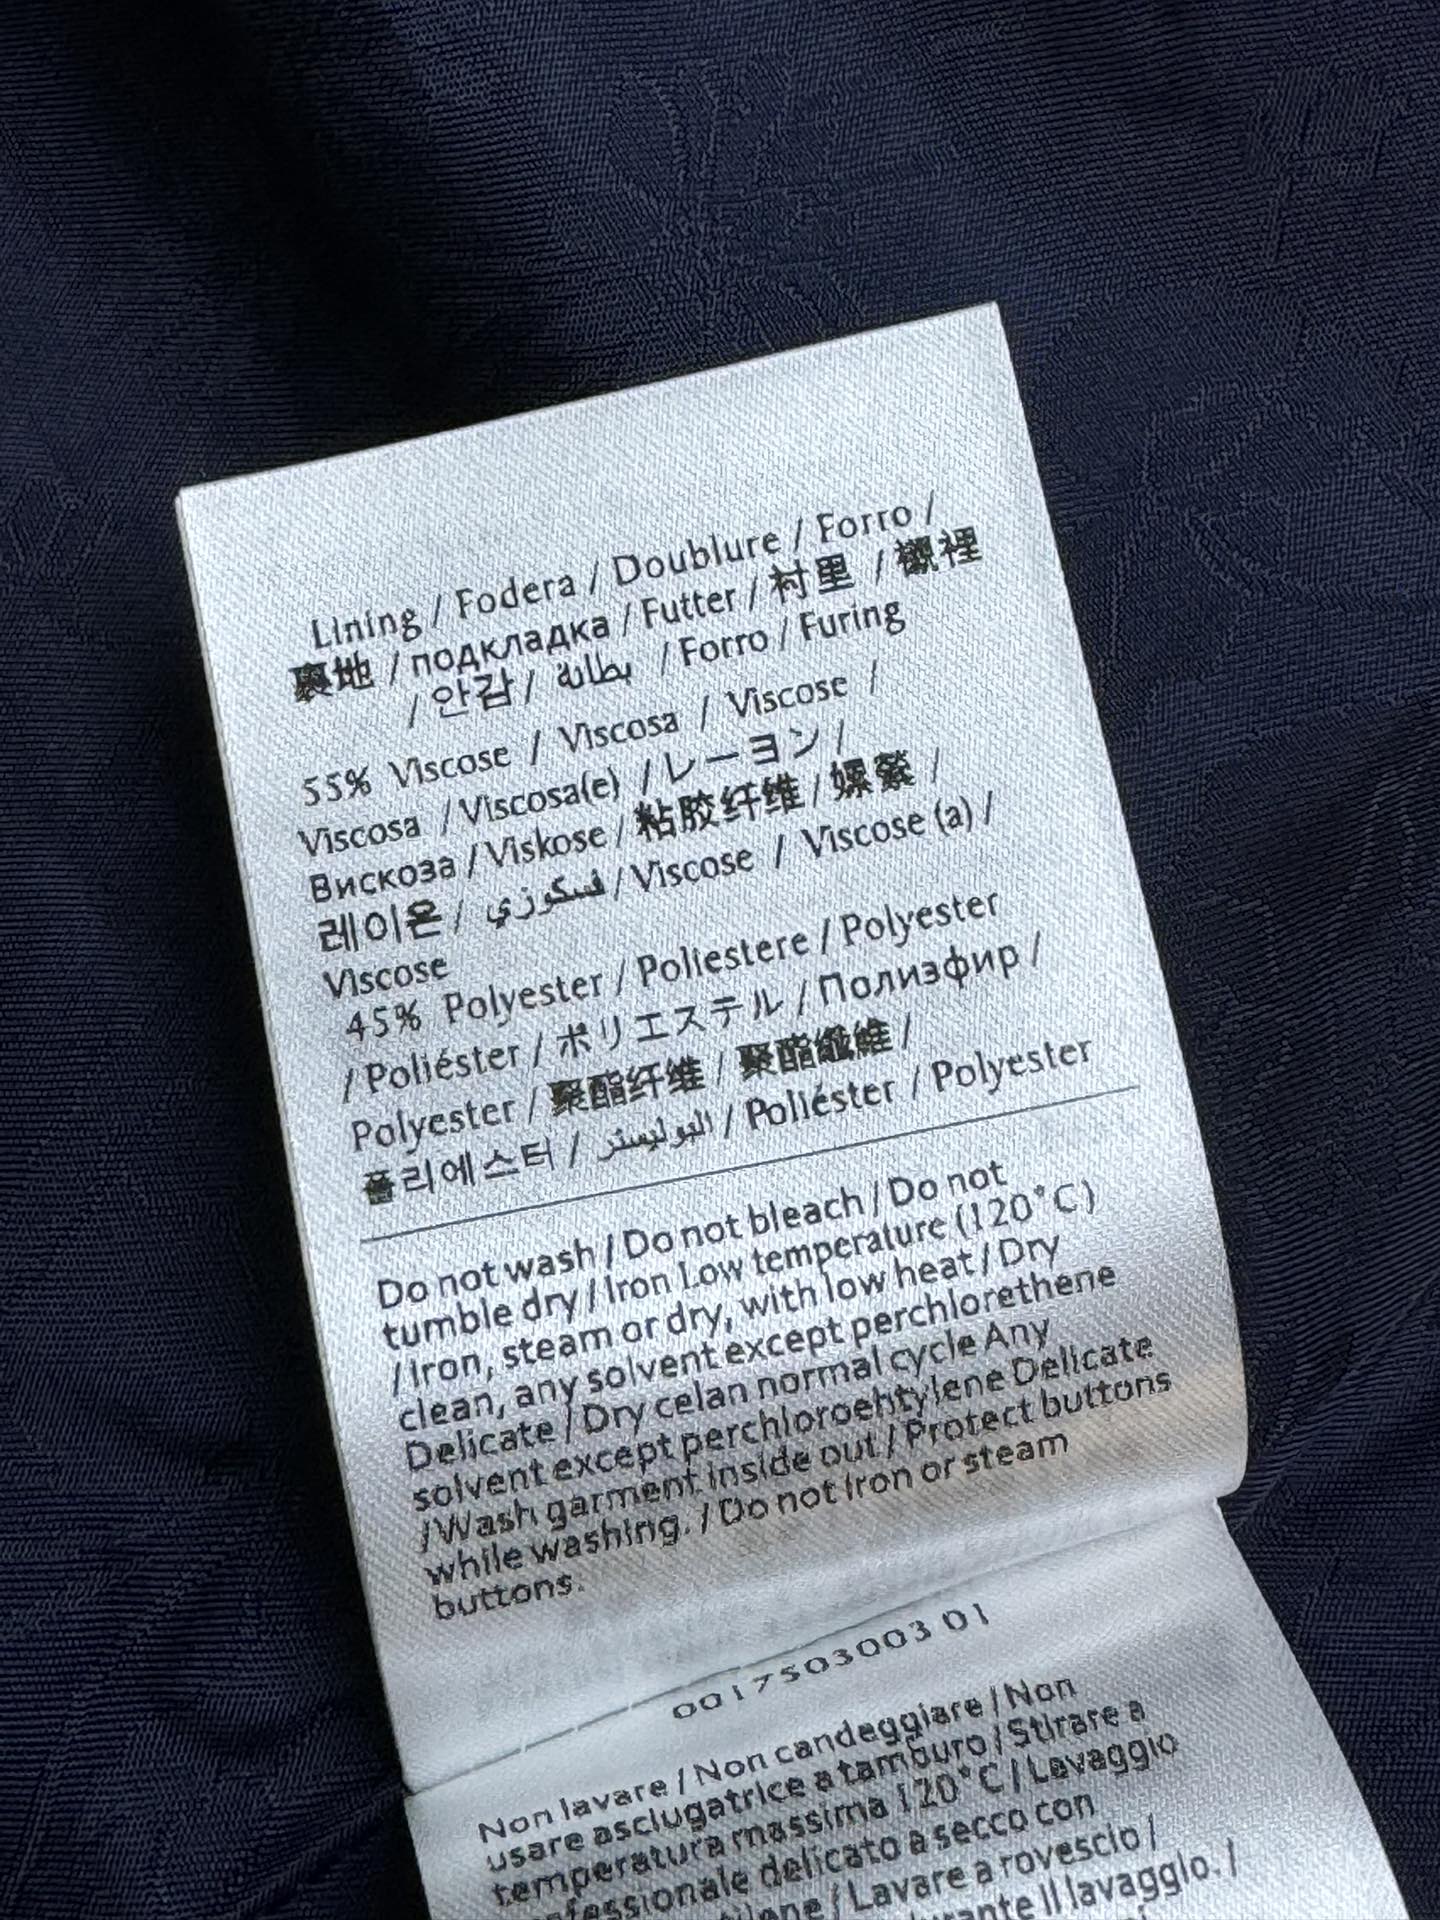 Lining / Fodera / Doublure / Forro /
裏地 / подкладка / Futter / 衬里 / 襯裡
/ 안감 / بطانة / Forro / Furing
55% Viscose / Viscosa / Viscose /
Viscosa / Viscosa(e) / レーヨン /
Вискоза / Viskose / 粘胶纤维 / 嫘縈 /
레이온 / فسكوزي / Viscose / Viscose (a) /
Viscose
45% Polyester / Poliestere / Polyester
/ Poliéster / ポリエステル / Полиэфир /
Polyester / 聚酯纤维 / 聚酯纖維 /
폴리에스터 / البوليستر / Poliéster / Polyester
Do not wash / Do not bleach / Do not
tumble dry / Iron Low temperature (120°C)
/ Iron, steam or dry, with low heat / Dry
clean, any solvent except perchlorethene
Delicate / Dry celan normal cycle Any
solvent except perchloroehtylene Delicate
/ Wash garment inside out / Protect buttons
while washing. / Do not iron or steam
buttons.
0017503003 01
Non lavare / Non candeggiare / Non
usare asciugatrice a tamburo / Stirare a
temperatura massima 120°C / Lavaggio
professionale delicato a secco con
/ Lavare a rovescio /
durante il lavaggio. /